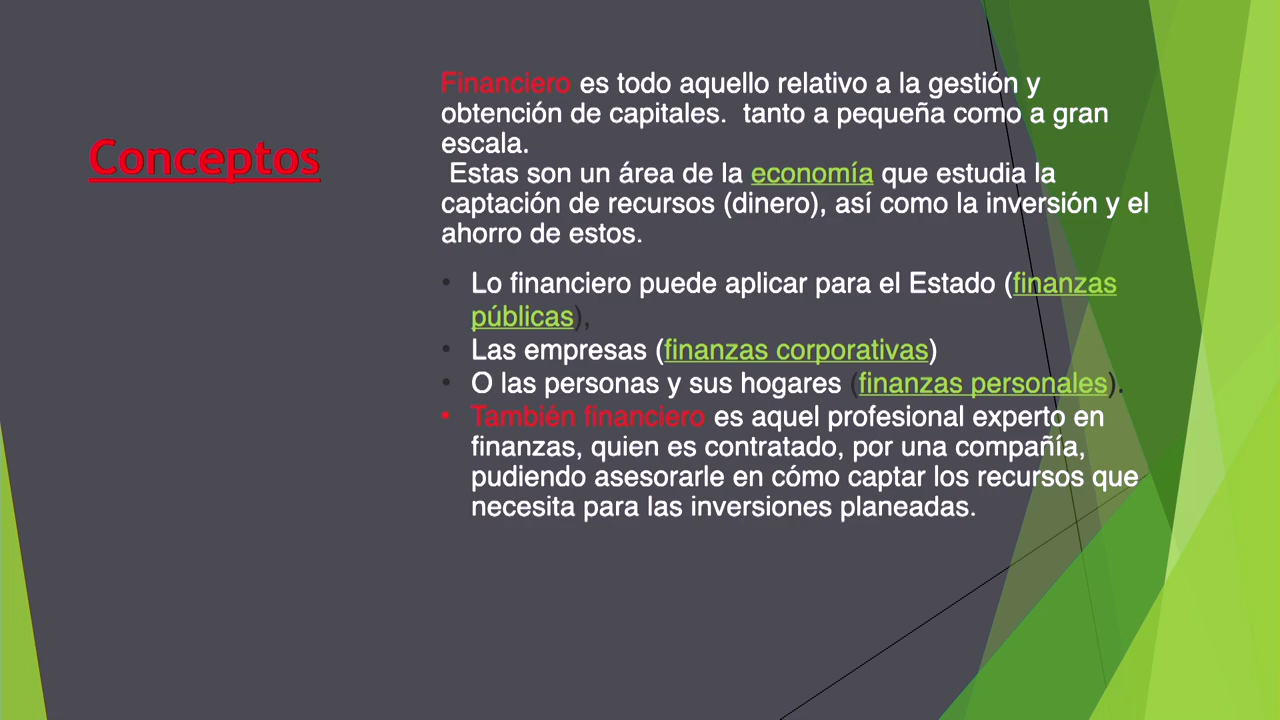 Conceptos
Financiero es todo aquello relativo a la gestión y
obtención de capitales.  tanto a pequeña como a gran
escala.
Estas son un área de la economía que estudia la
captación de recursos (dinero), así como la inversión y el
ahorro de estos.
• Lo financiero puede aplicar para el Estado (finanzas
públicas),
• Las empresas (finanzas corporativas)
• O las personas y sus hogares (finanzas personales).
• También financiero es aquel profesional experto en
finanzas, quien es contratado, por una compañía,
pudiendo asesorarle en cómo captar los recursos que
necesita para las inversiones planeadas.